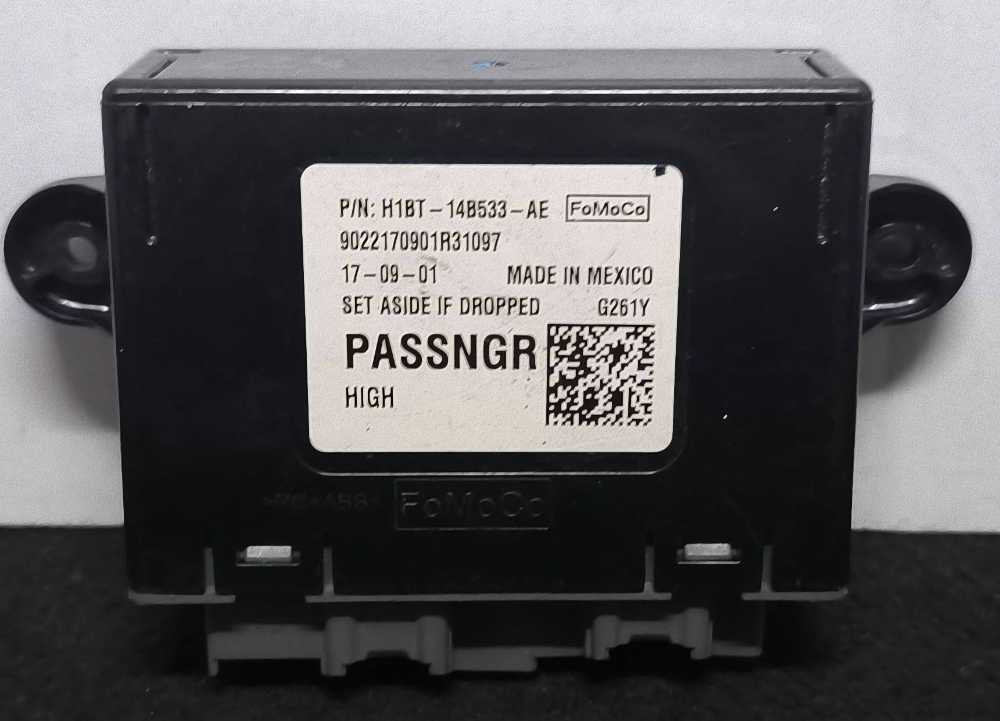 P/N: H1BT-14B533-AE FoMoCo
9022170901R31097
17-09-01 MADE IN MEXICO
SET ASIDE IF DROPPED G261Y
PASSNGR
HIGH
FoMoCo